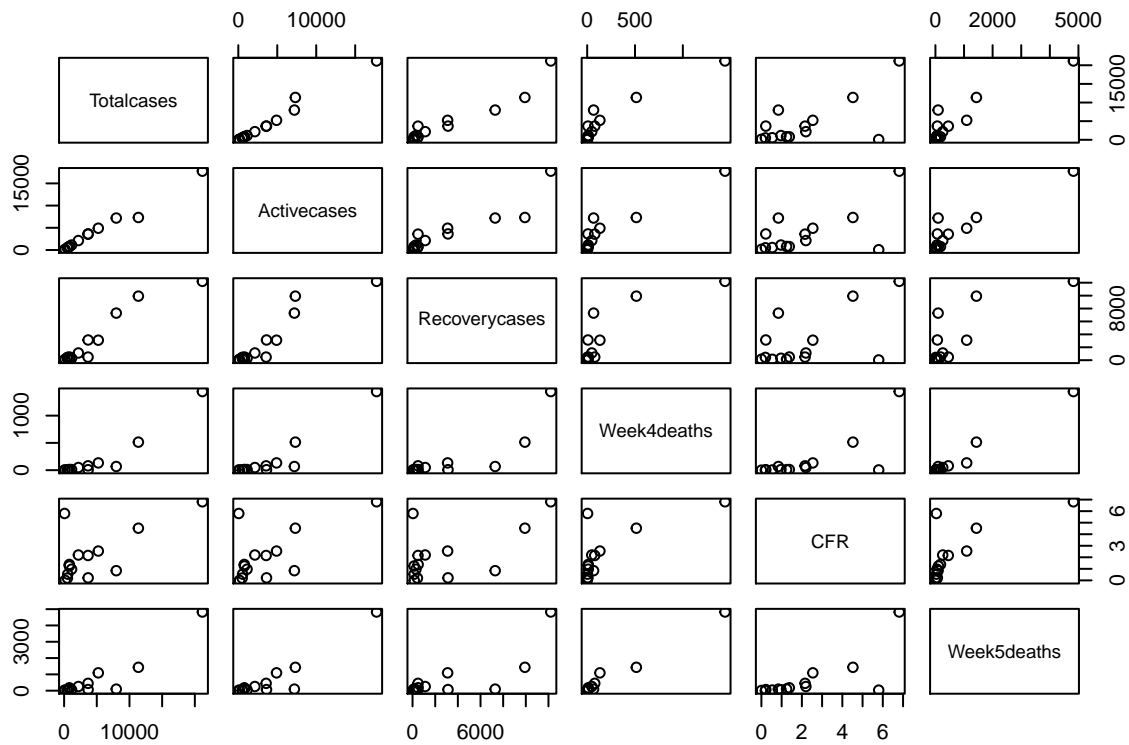 0 10000 0 500 0 2000 5000
Totalcases 0 15000
0 15000 Activecases
Recoverycases 0 8000
0 1000 Week4deaths
CFR 0 3 6
0 3000 Week5deaths
0 10000 0 6000 0 2 4 6